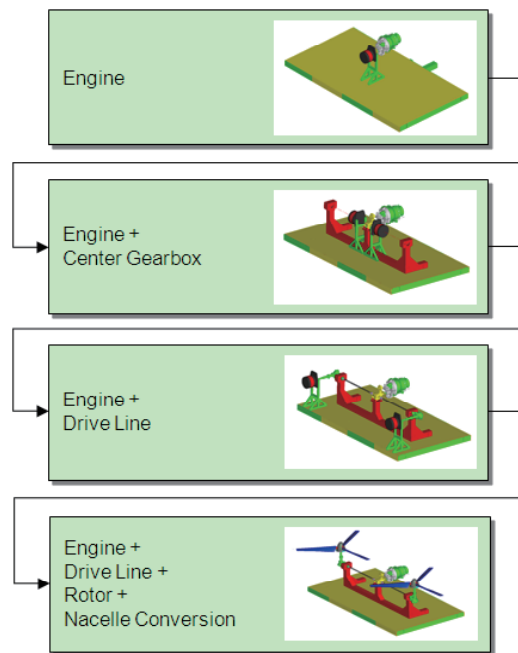 Engine
Engine +
Center Gearbox
Engine +
Drive Line
Engine +
Drive Line +
Rotor +
Nacelle Conversion